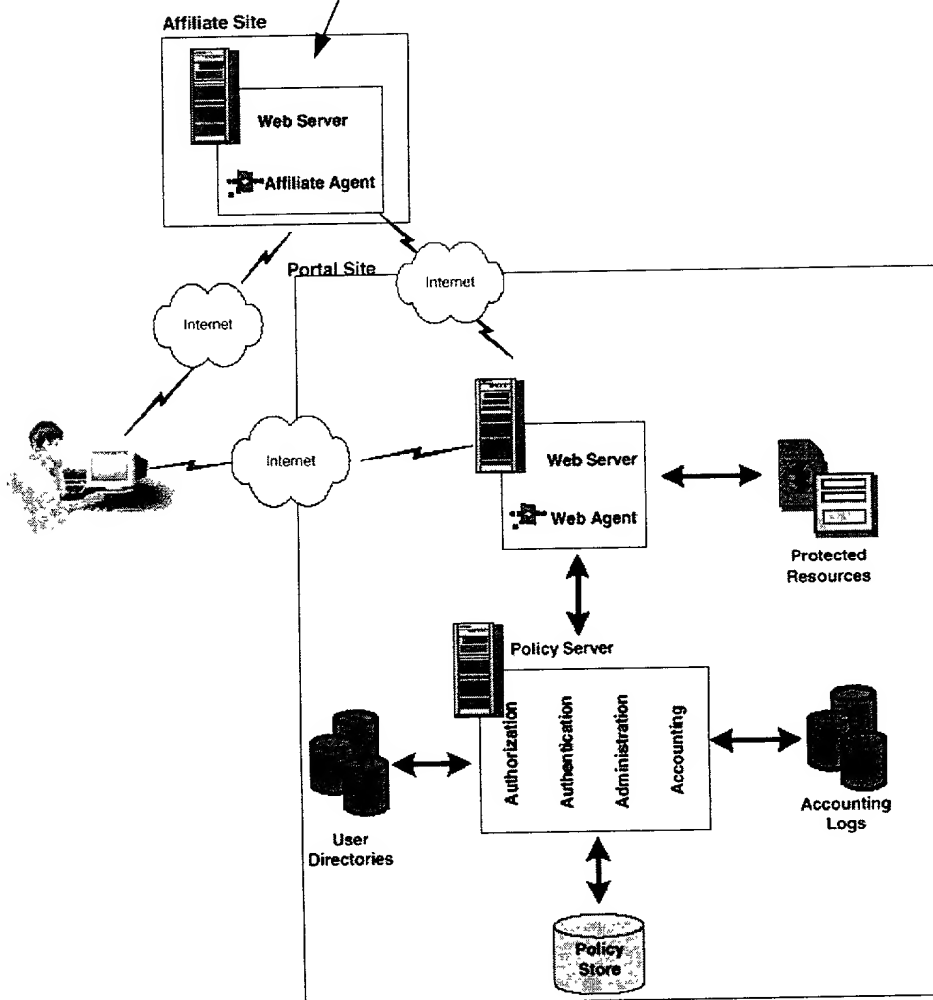 Affiliate Site
Web Server
Affiliate Agent
Portal Site
Internet
Internet
Internet
Web Server
Web Agent
Protected
Resources
Policy Server
Authorization
Authentication
Administration
Accounting
User
Directories
Accounting
Logs
Policy
Store